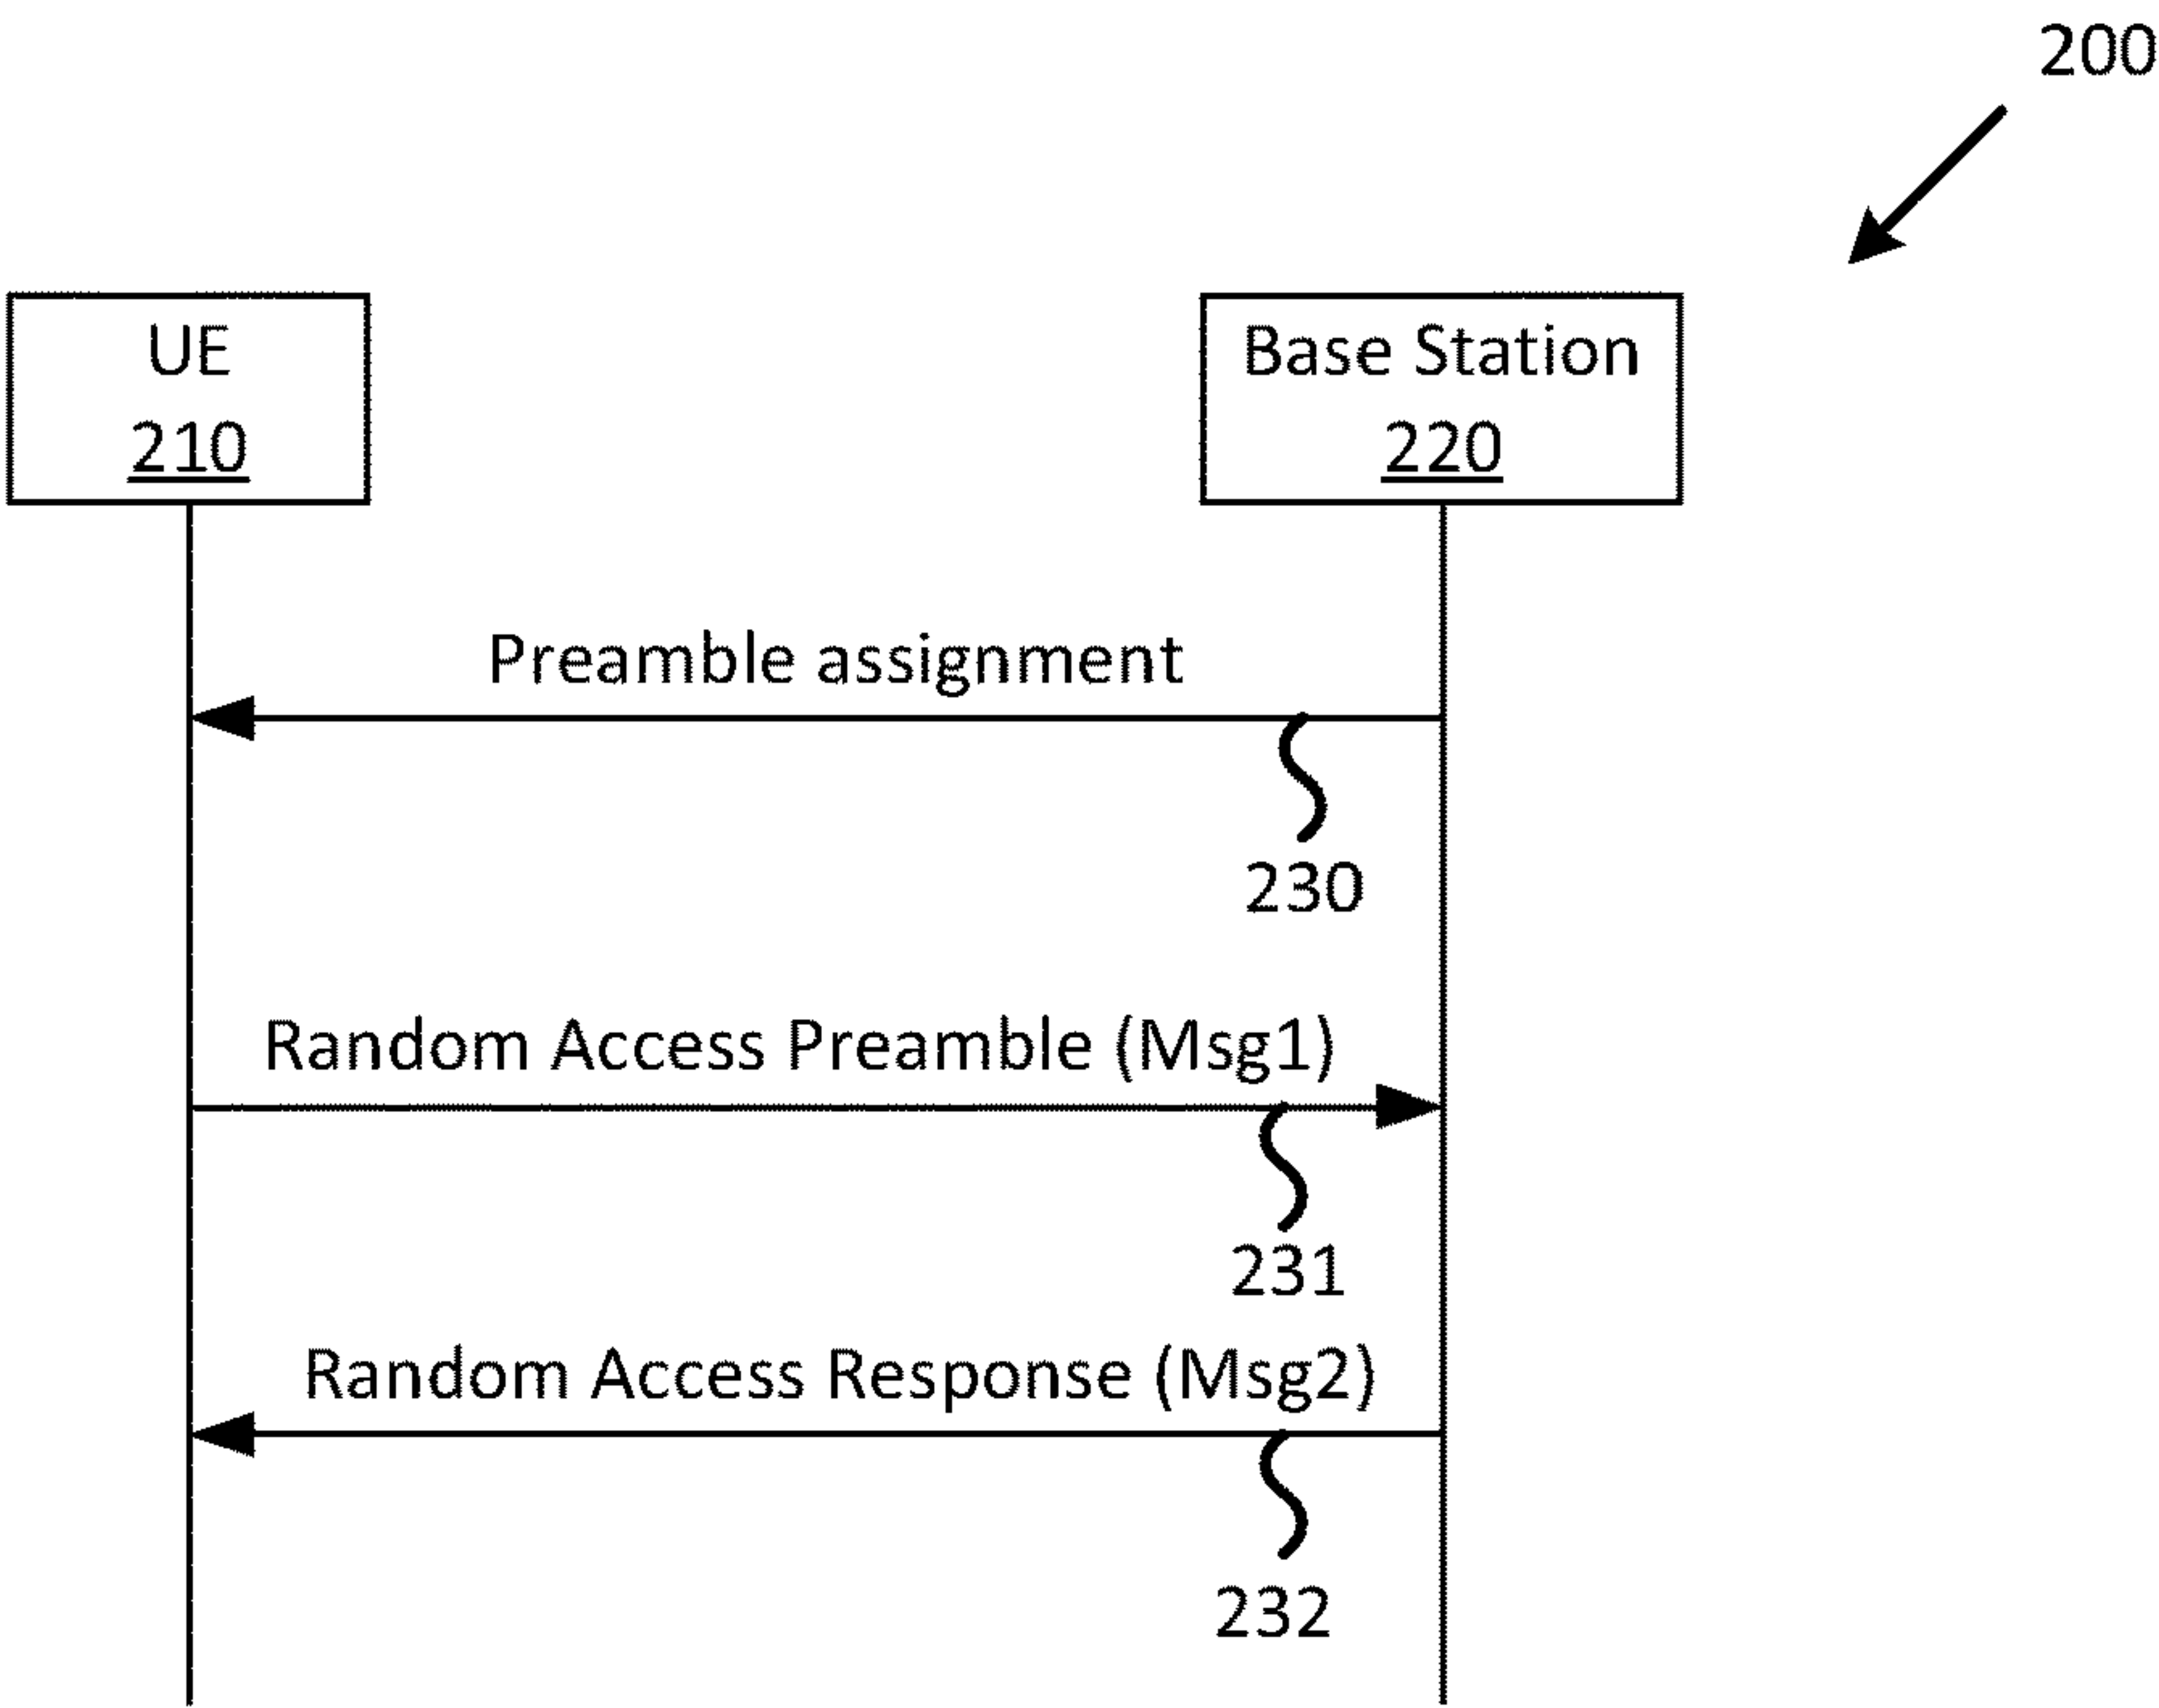 200
UE
210
Base Station
220
Preamble assignment
230
Random Access Preamble (Msg1)
231
Random Access Response (Msg2)
232